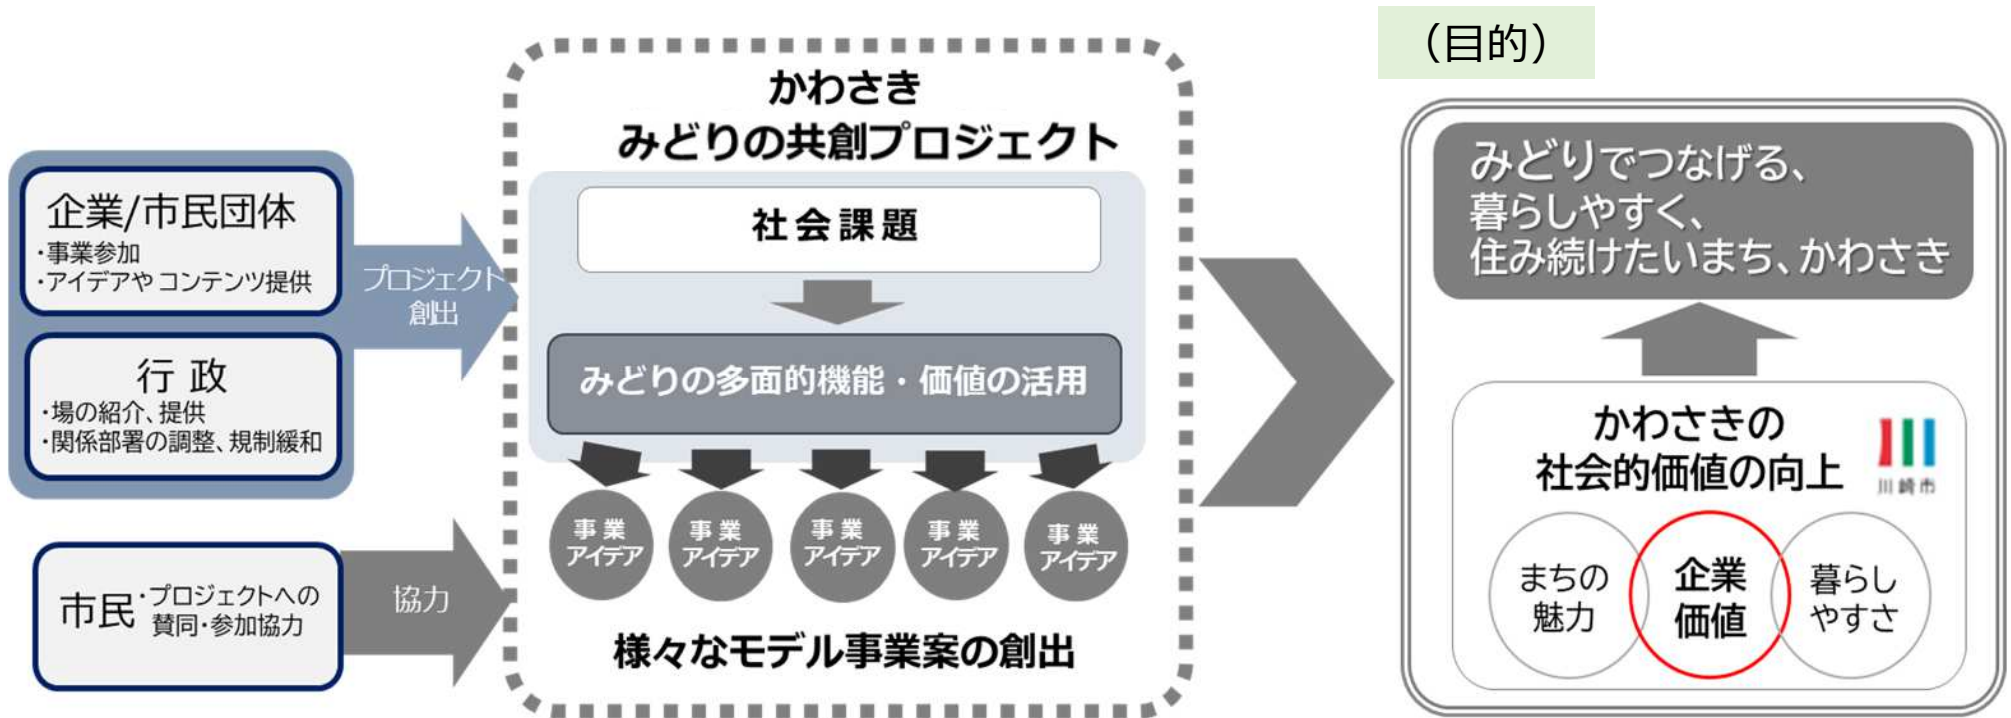 企業/市民団体
・事業参加
・アイデアや コンテンツ提供
行 政
・場の紹介、提供
・関係部署の調整、規制緩和
プロジェクト
創出
市民
・プロジェクトへの
賛同・参加協力
協力
かわさき
みどりの共創プロジェクト
社会課題
みどりの多面的機能・価値の活用
事業
アイデア
事業
アイデア
事業
アイデア
事業
アイデア
事業
アイデア
様々なモデル事業案の創出
（目的）
みどりでつなげる、
暮らしやすく、
住み続けたいまち、かわさき
かわさきの
社会的価値の向上
川崎市
まちの
魅力
企業
価値
暮らし
やすさ